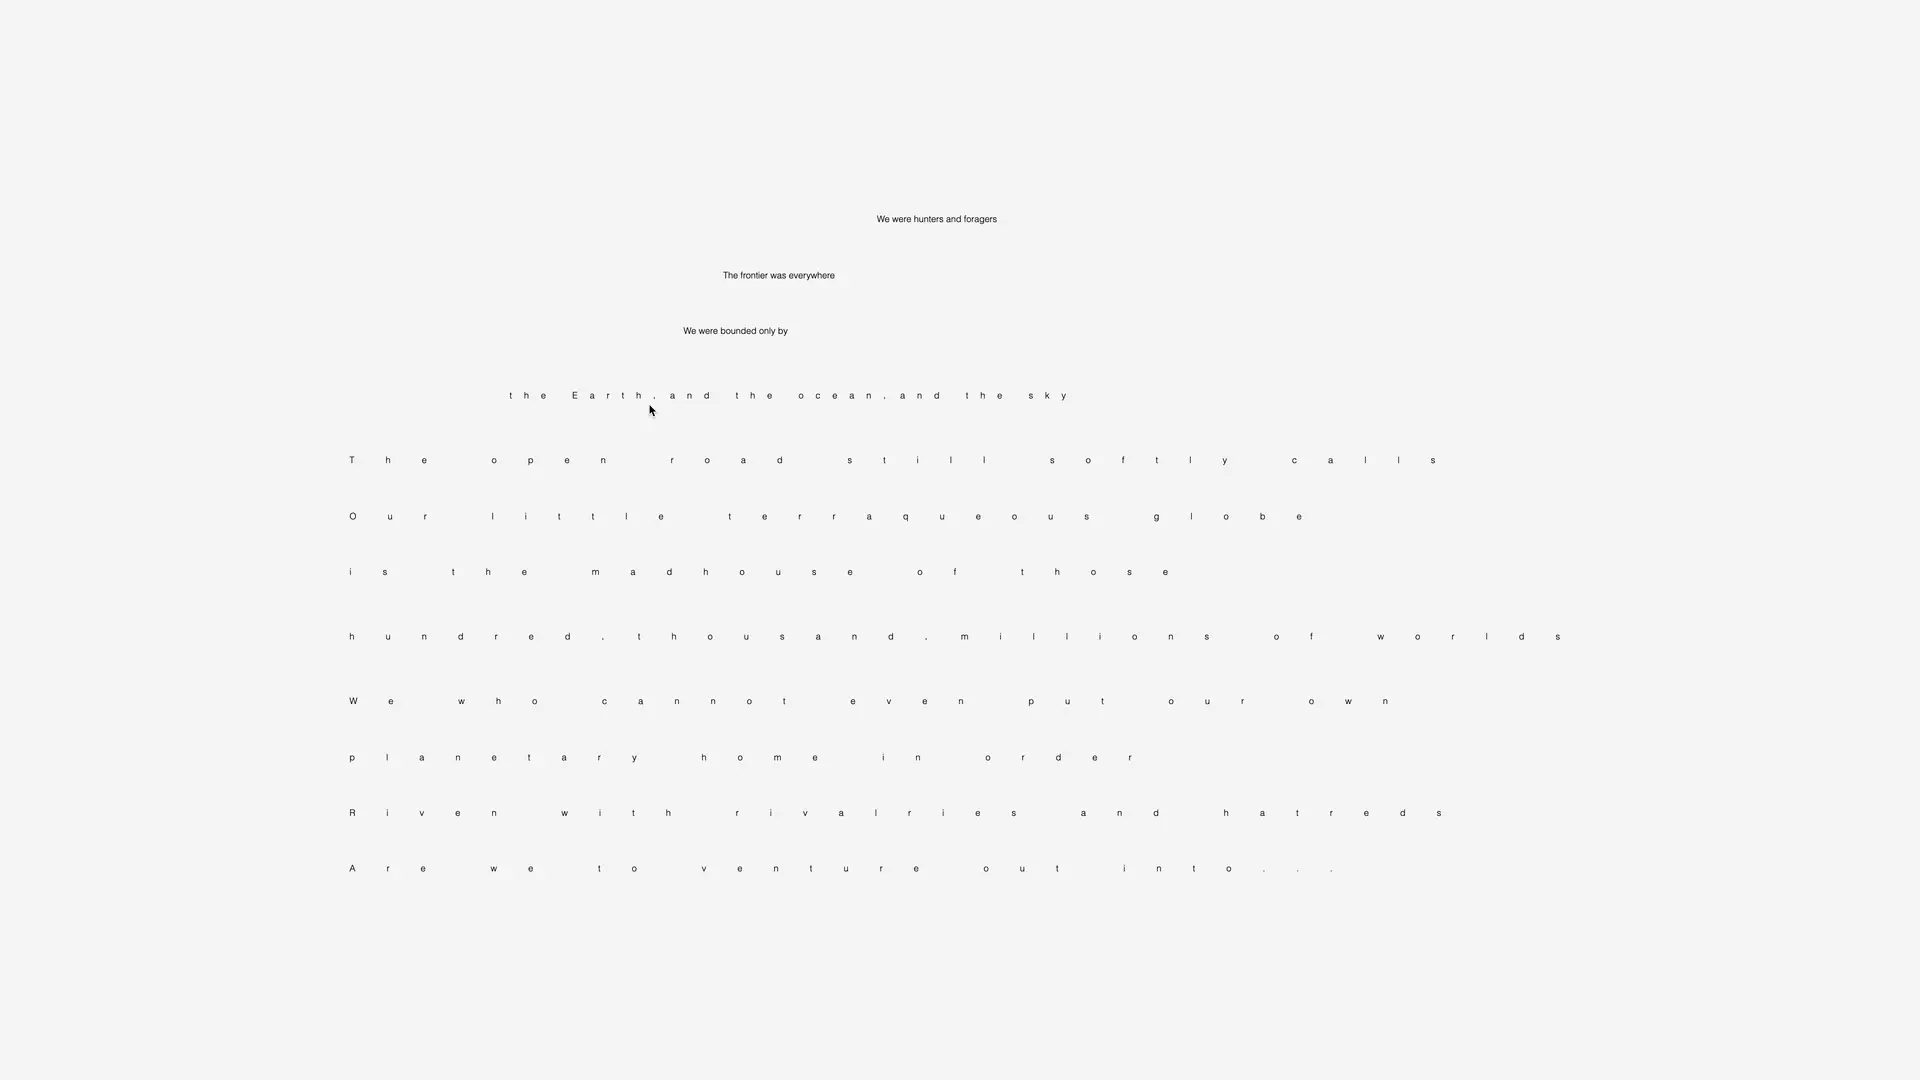 We were hunters and foragers
The frontier was everywhere
We were bounded only by
the Earth,and the ocean,and the sky
The open road still softly calls
Our little terraqueous globe
is the madhouse of those
hundred,thousand,millions of worlds
We who cannot even put our own
planetary home in order
Riven with rivalries and hatreds
Are we to venture out into...